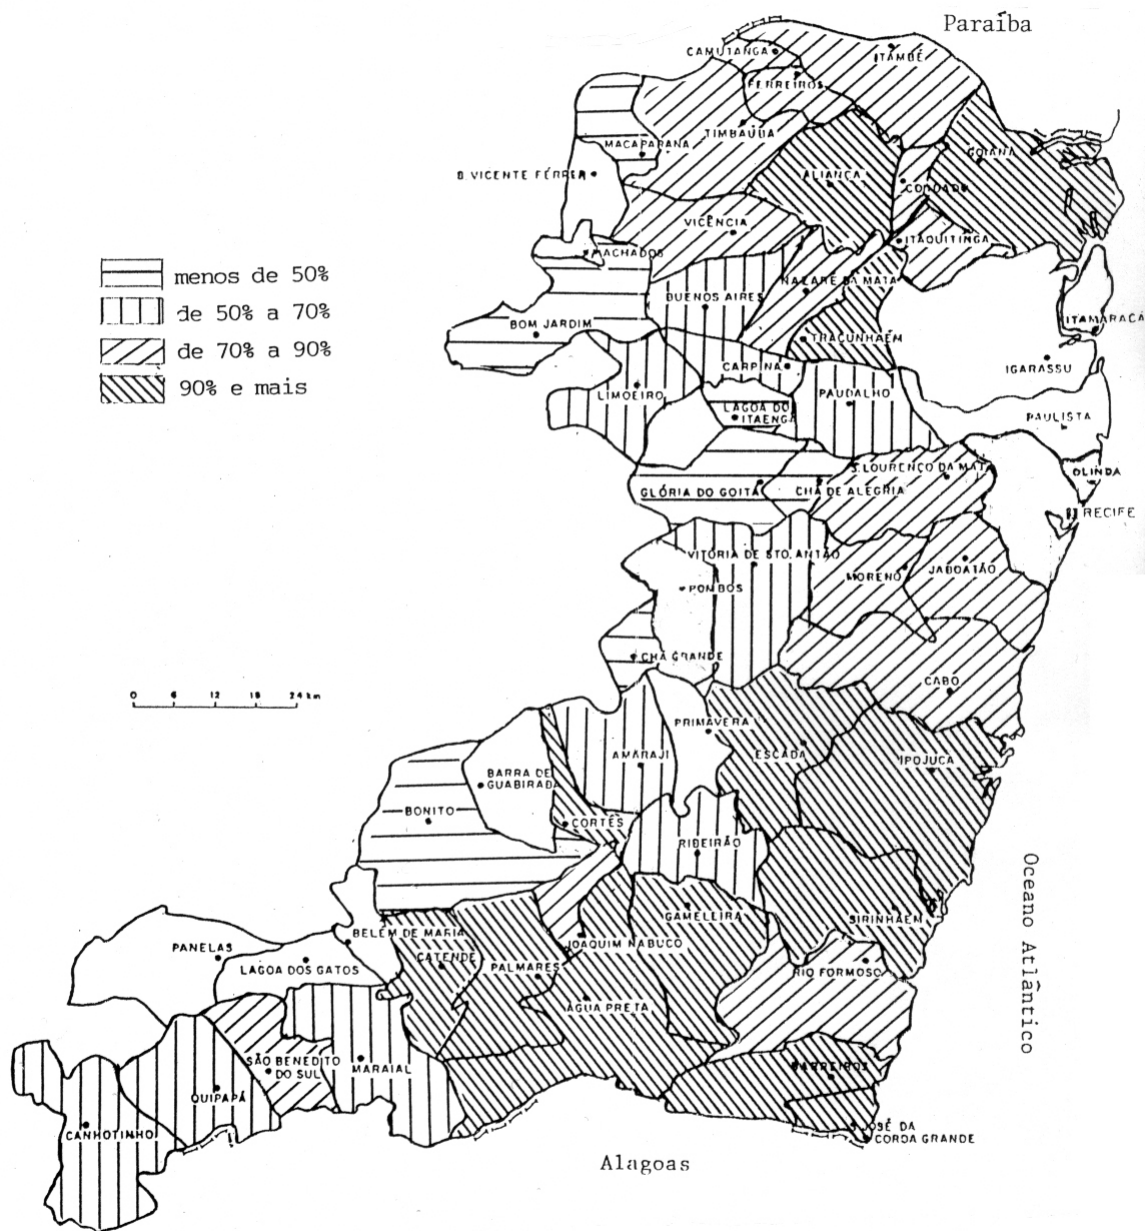 Paraíba
CAMUTANGA
ITAMBÉ
FERREIROS
TIMBAÚBA
MACAPARANA
GOIANA
S. VICENTE FÉRRER
ALIANÇA
CONDADO
VICÊNCIA
ITAQUITINGA
MACHADOS
menos de 50%
NAZARÉ DA MATA
BUENOS AIRES
de 50% a 70%
ITAMARACÁ
BOM JARDIM
TRACUNHAÉM
de 70% a 90%
CARPINA
IGARASSU
90% e mais
LIMOEIRO
PAUDALHO
LAGOA DO
ITAENGA
PAULISTA
S. LOURENÇO DA MATA
OLINDA
GLÓRIA DO GOITÁ
CHÃ DE ALEGRIA
RECIFE
VITÓRIA DE STO. ANTÃO
MORENO
JABOATÃO
POMBOS
CHÃ GRANDE
CABO
0 6 12 18 24 km
PRIMAVERA
AMARAJI
ESCADA
IPOJUCA
BARRA DE
GUABIRABA
BONITO
CORTÊS
RIBEIRÃO
Oceano Atlântico
GAMELEIRA
SIRINHAÉM
BELÉM DE MARIA
JOAQUIM NABUCO
PANELAS
CATENDE
LAGOA DOS GATOS
PALMARES
RIO FORMOSO
ÁGUA PRETA
SÃO BENEDITO
DO SUL
MARAIAL
BARREIROS
QUIPAPÁ
CANHOTINHO
S. JOSÉ DA
COROA GRANDE
Alagoas